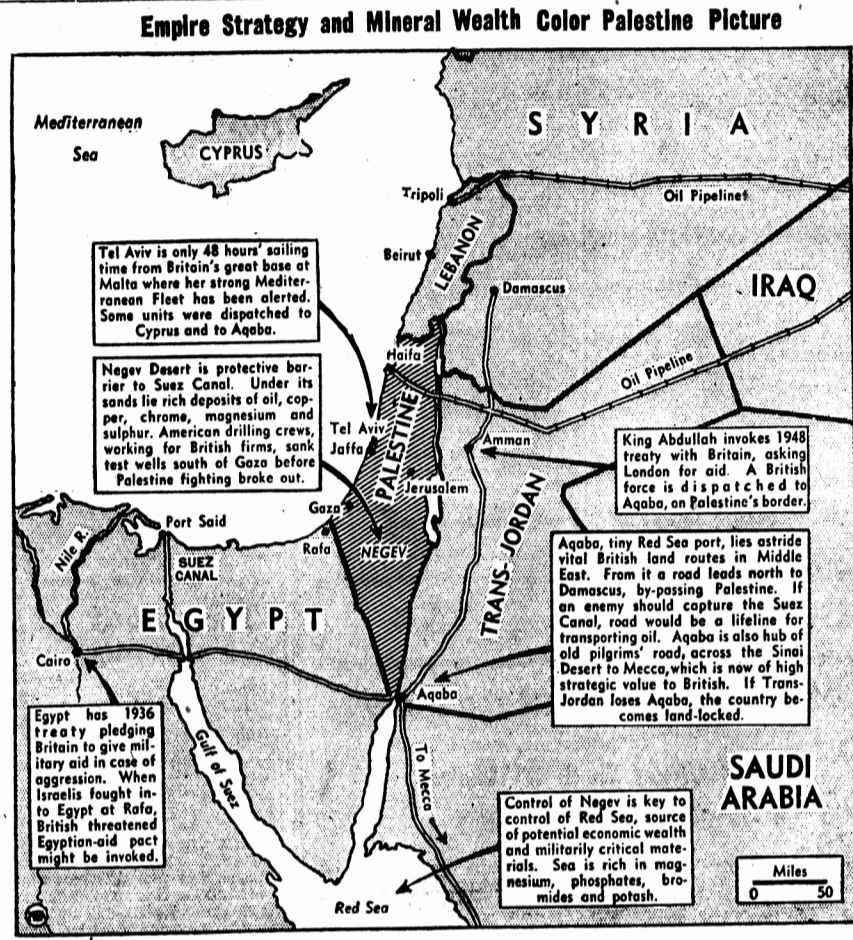 Empire Strategy and Mineral Wealth Color Palestine Picture
Mediterranean
Sea
CYPRUS
SYRIA
Tripoli
Oil Pipelines
Beirut
LEBANON
Damascus
IRAQ
Tel Aviv is only 48 hours' sailing
time from Britain's great base at
Malta where her strong Mediter-
ranean Fleet has been alerted.
Some units were dispatched to
Cyprus and to Aqaba.
Haifa
Oil Pipeline
Negev Desert is protective bar-
rier to Suez Canal. Under its
sands lie rich deposits of oil, cop-
per, chrome, magnesium and
sulphur. American drilling crews,
working for British firms, sank
test wells south of Gaza before
Palestine fighting broke out.
Tel Aviv
Jaffa
PALESTINE
Amman
Jerusalem
King Abdullah invokes 1948
treaty with Britain, asking
London for aid. A British
force is dispatched to
Aqaba, on Palestine's border.
Gaza
Rafa
NEGEV
TRANS-JORDAN
Nile R.
Port Said
SUEZ
CANAL
EGYPT
Cairo
Aqaba, tiny Red Sea port, lies astride
vital British land routes in Middle
East. From it a road leads north to
Damascus, by-passing Palestine. If
an enemy should capture the Suez
Canal, road would be a lifeline for
transporting oil. Aqaba is also hub of
old pilgrims' road, across the Sinai
Desert to Mecca, which is now of high
strategic value to British. If Trans-
Jordan loses Aqaba, the country be-
comes land-locked.
Aqaba
Egypt has 1936
treaty pledging
Britain to give mil-
itary aid in case of
aggression. When
Israelis fought in-
to Egypt at Rafa,
British threatened
Egyptian-aid pact
might be invoked.
Gulf of Suez
To Mecca
SAUDI
ARABIA
Control of Negev is key to
control of Red Sea, source
of potential economic wealth
and militarily critical mate-
rials. Sea is rich in mag-
nesium, phosphates, bro-
mides and potash.
Red Sea
Miles
0 50